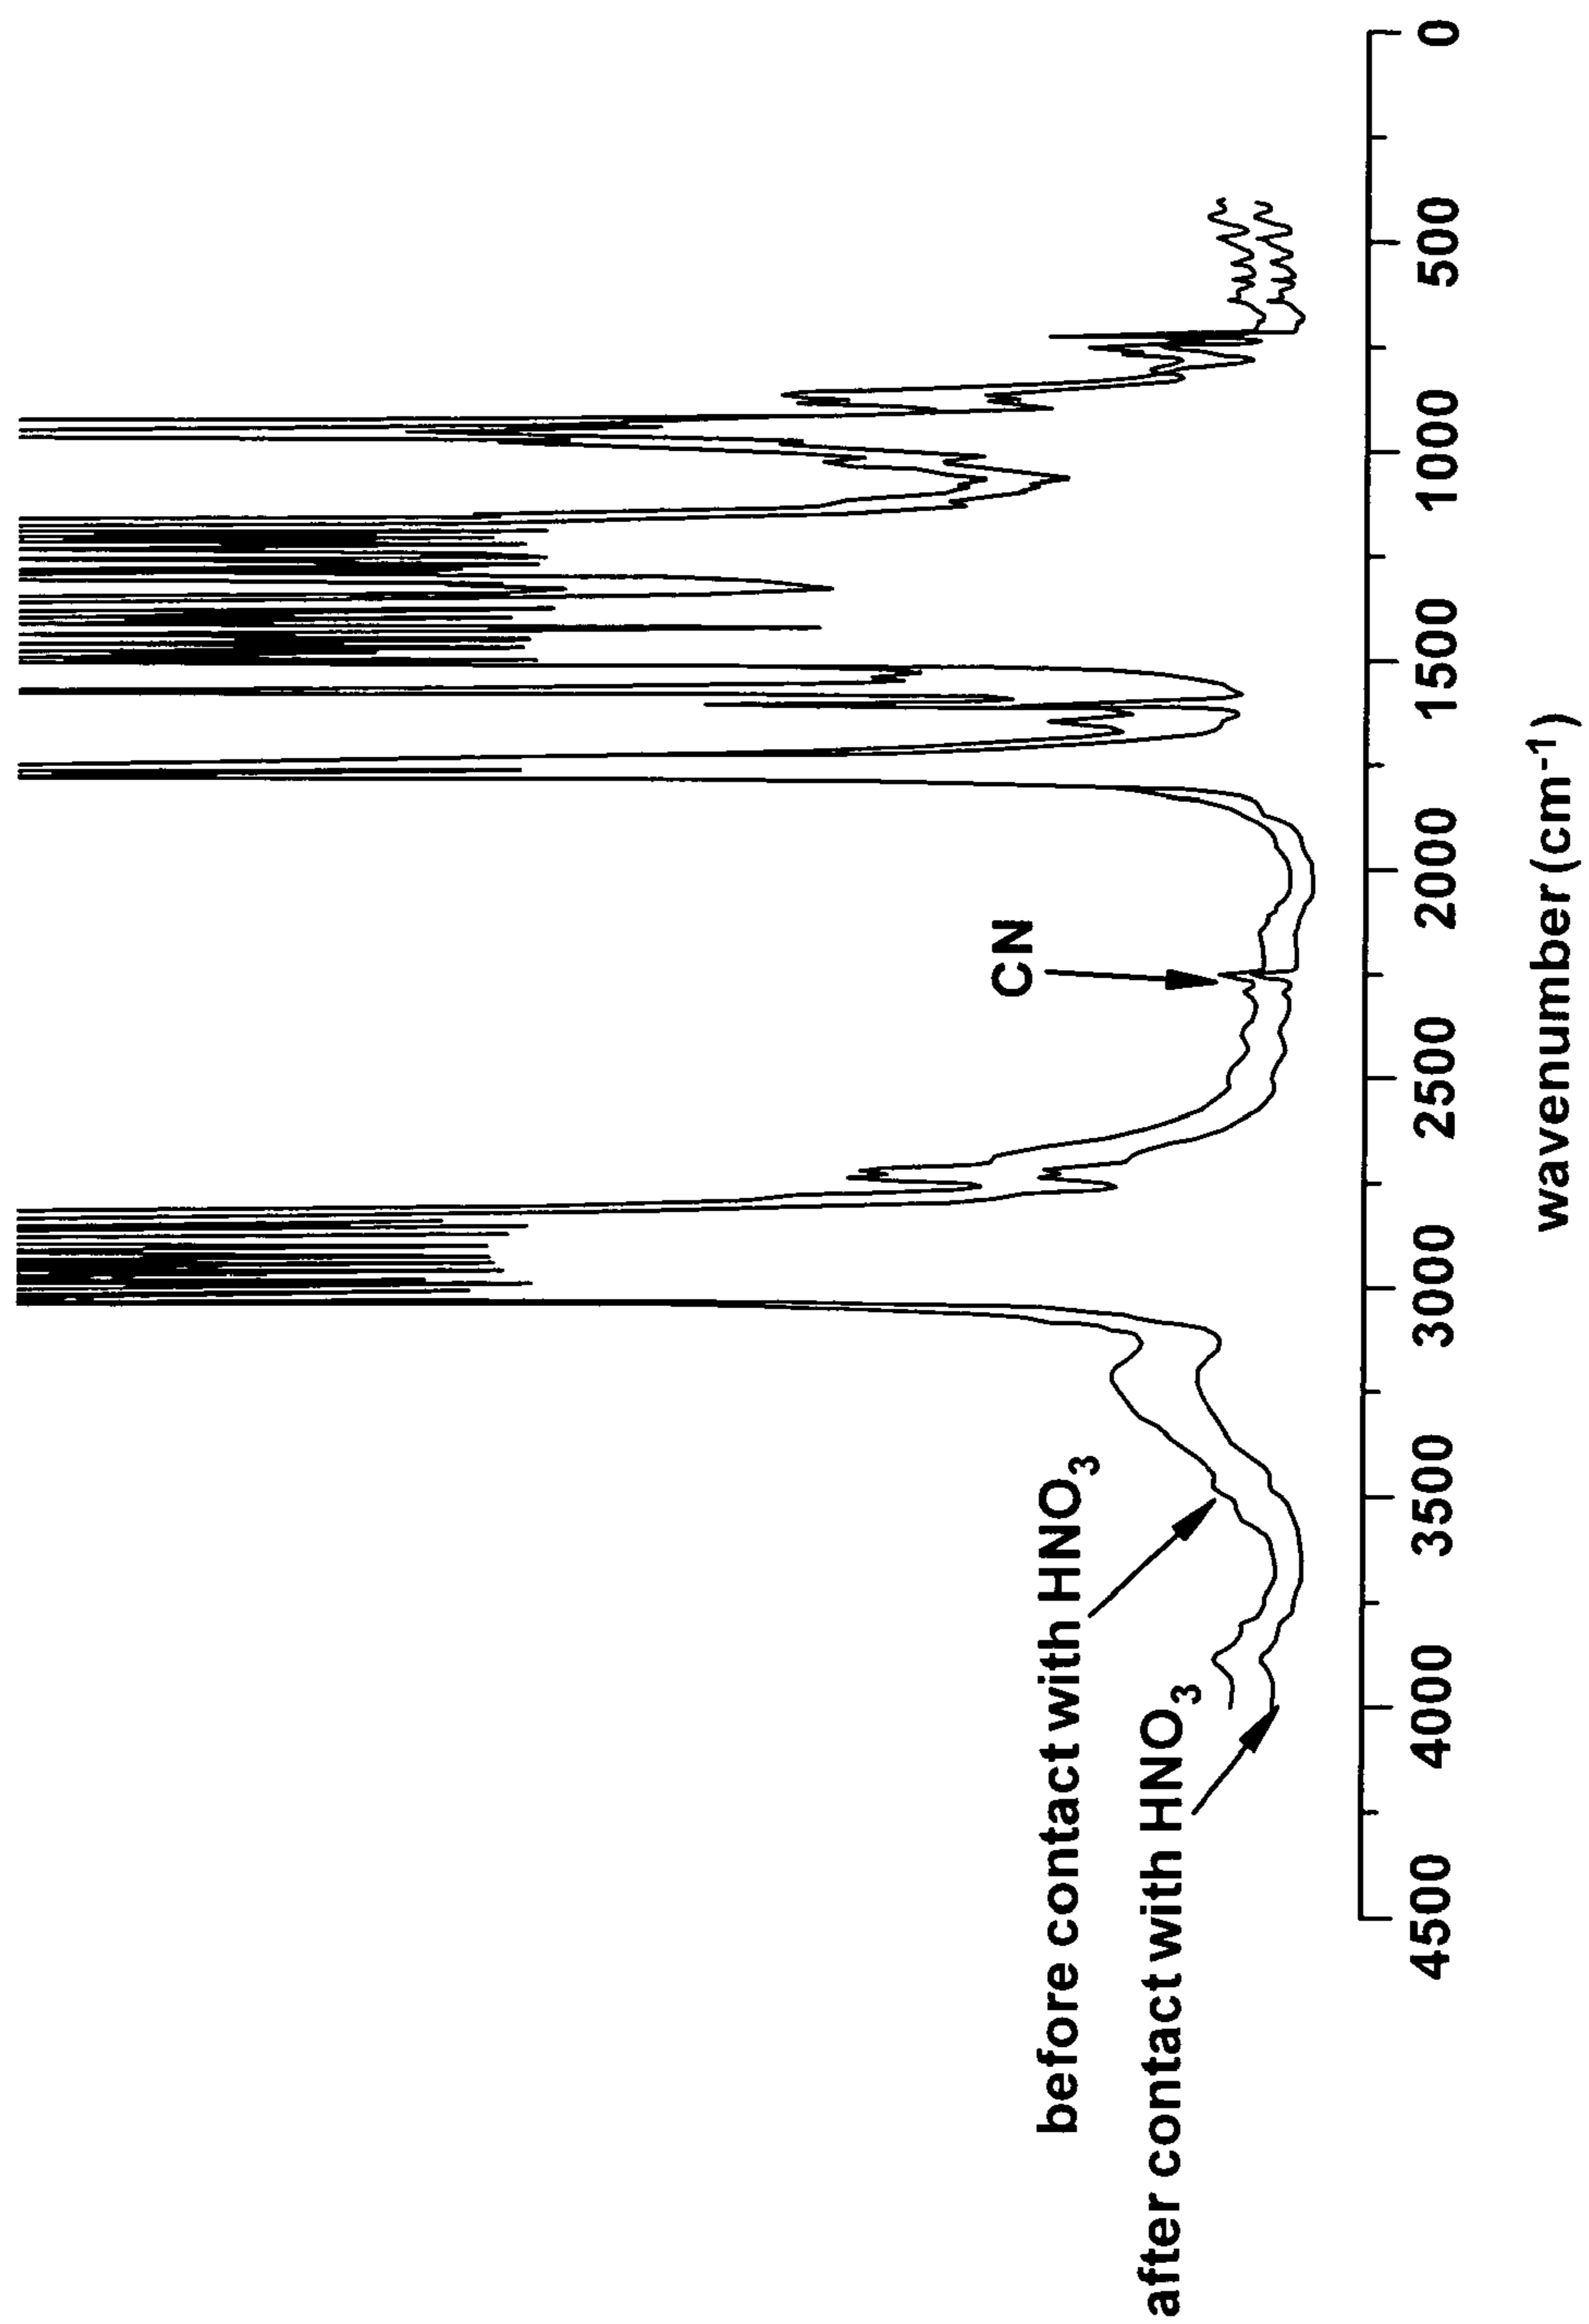 CN
before contact with HNO₃
after contact with HNO₃
4500 4000 3500 3000 2500 2000 1500 1000 500 0
wavenumber (cm⁻¹)